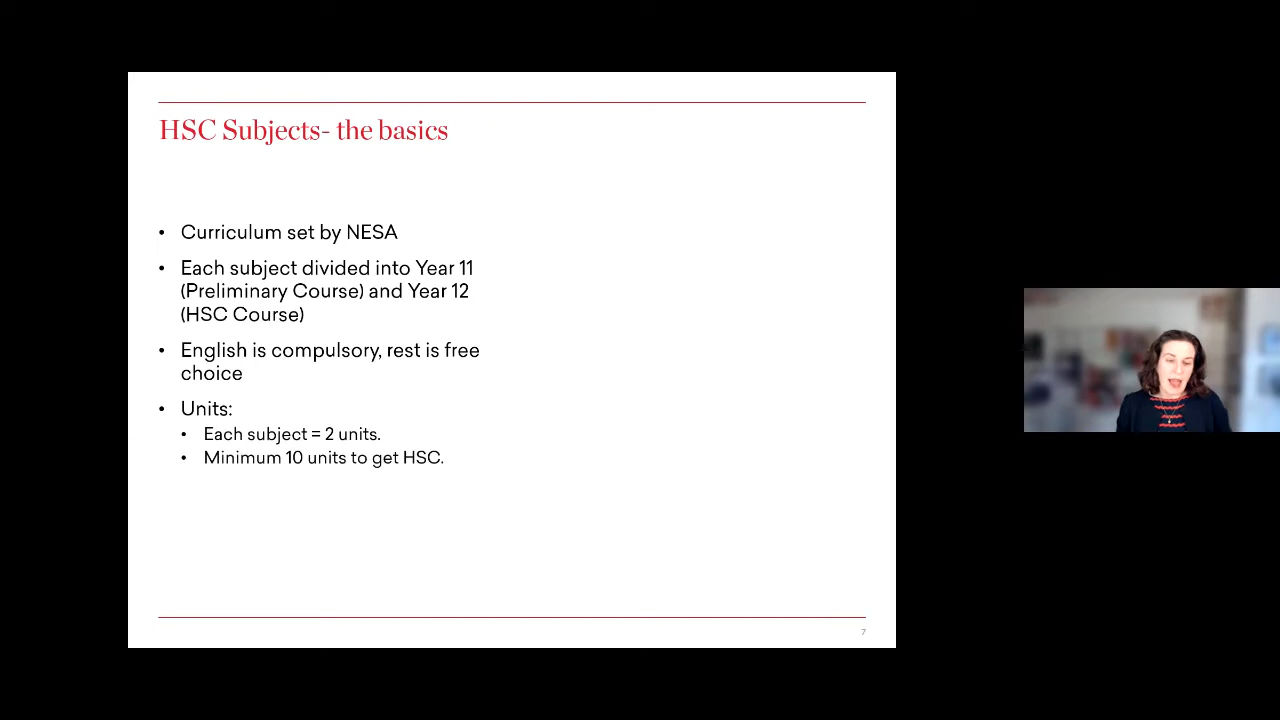 HSC Subjects- the basics
• Curriculum set by NESA
• Each subject divided into Year 11
(Preliminary Course) and Year 12
(HSC Course)
• English is compulsory, rest is free
choice
• Units:
• Each subject = 2 units.
• Minimum 10 units to get HSC.
7